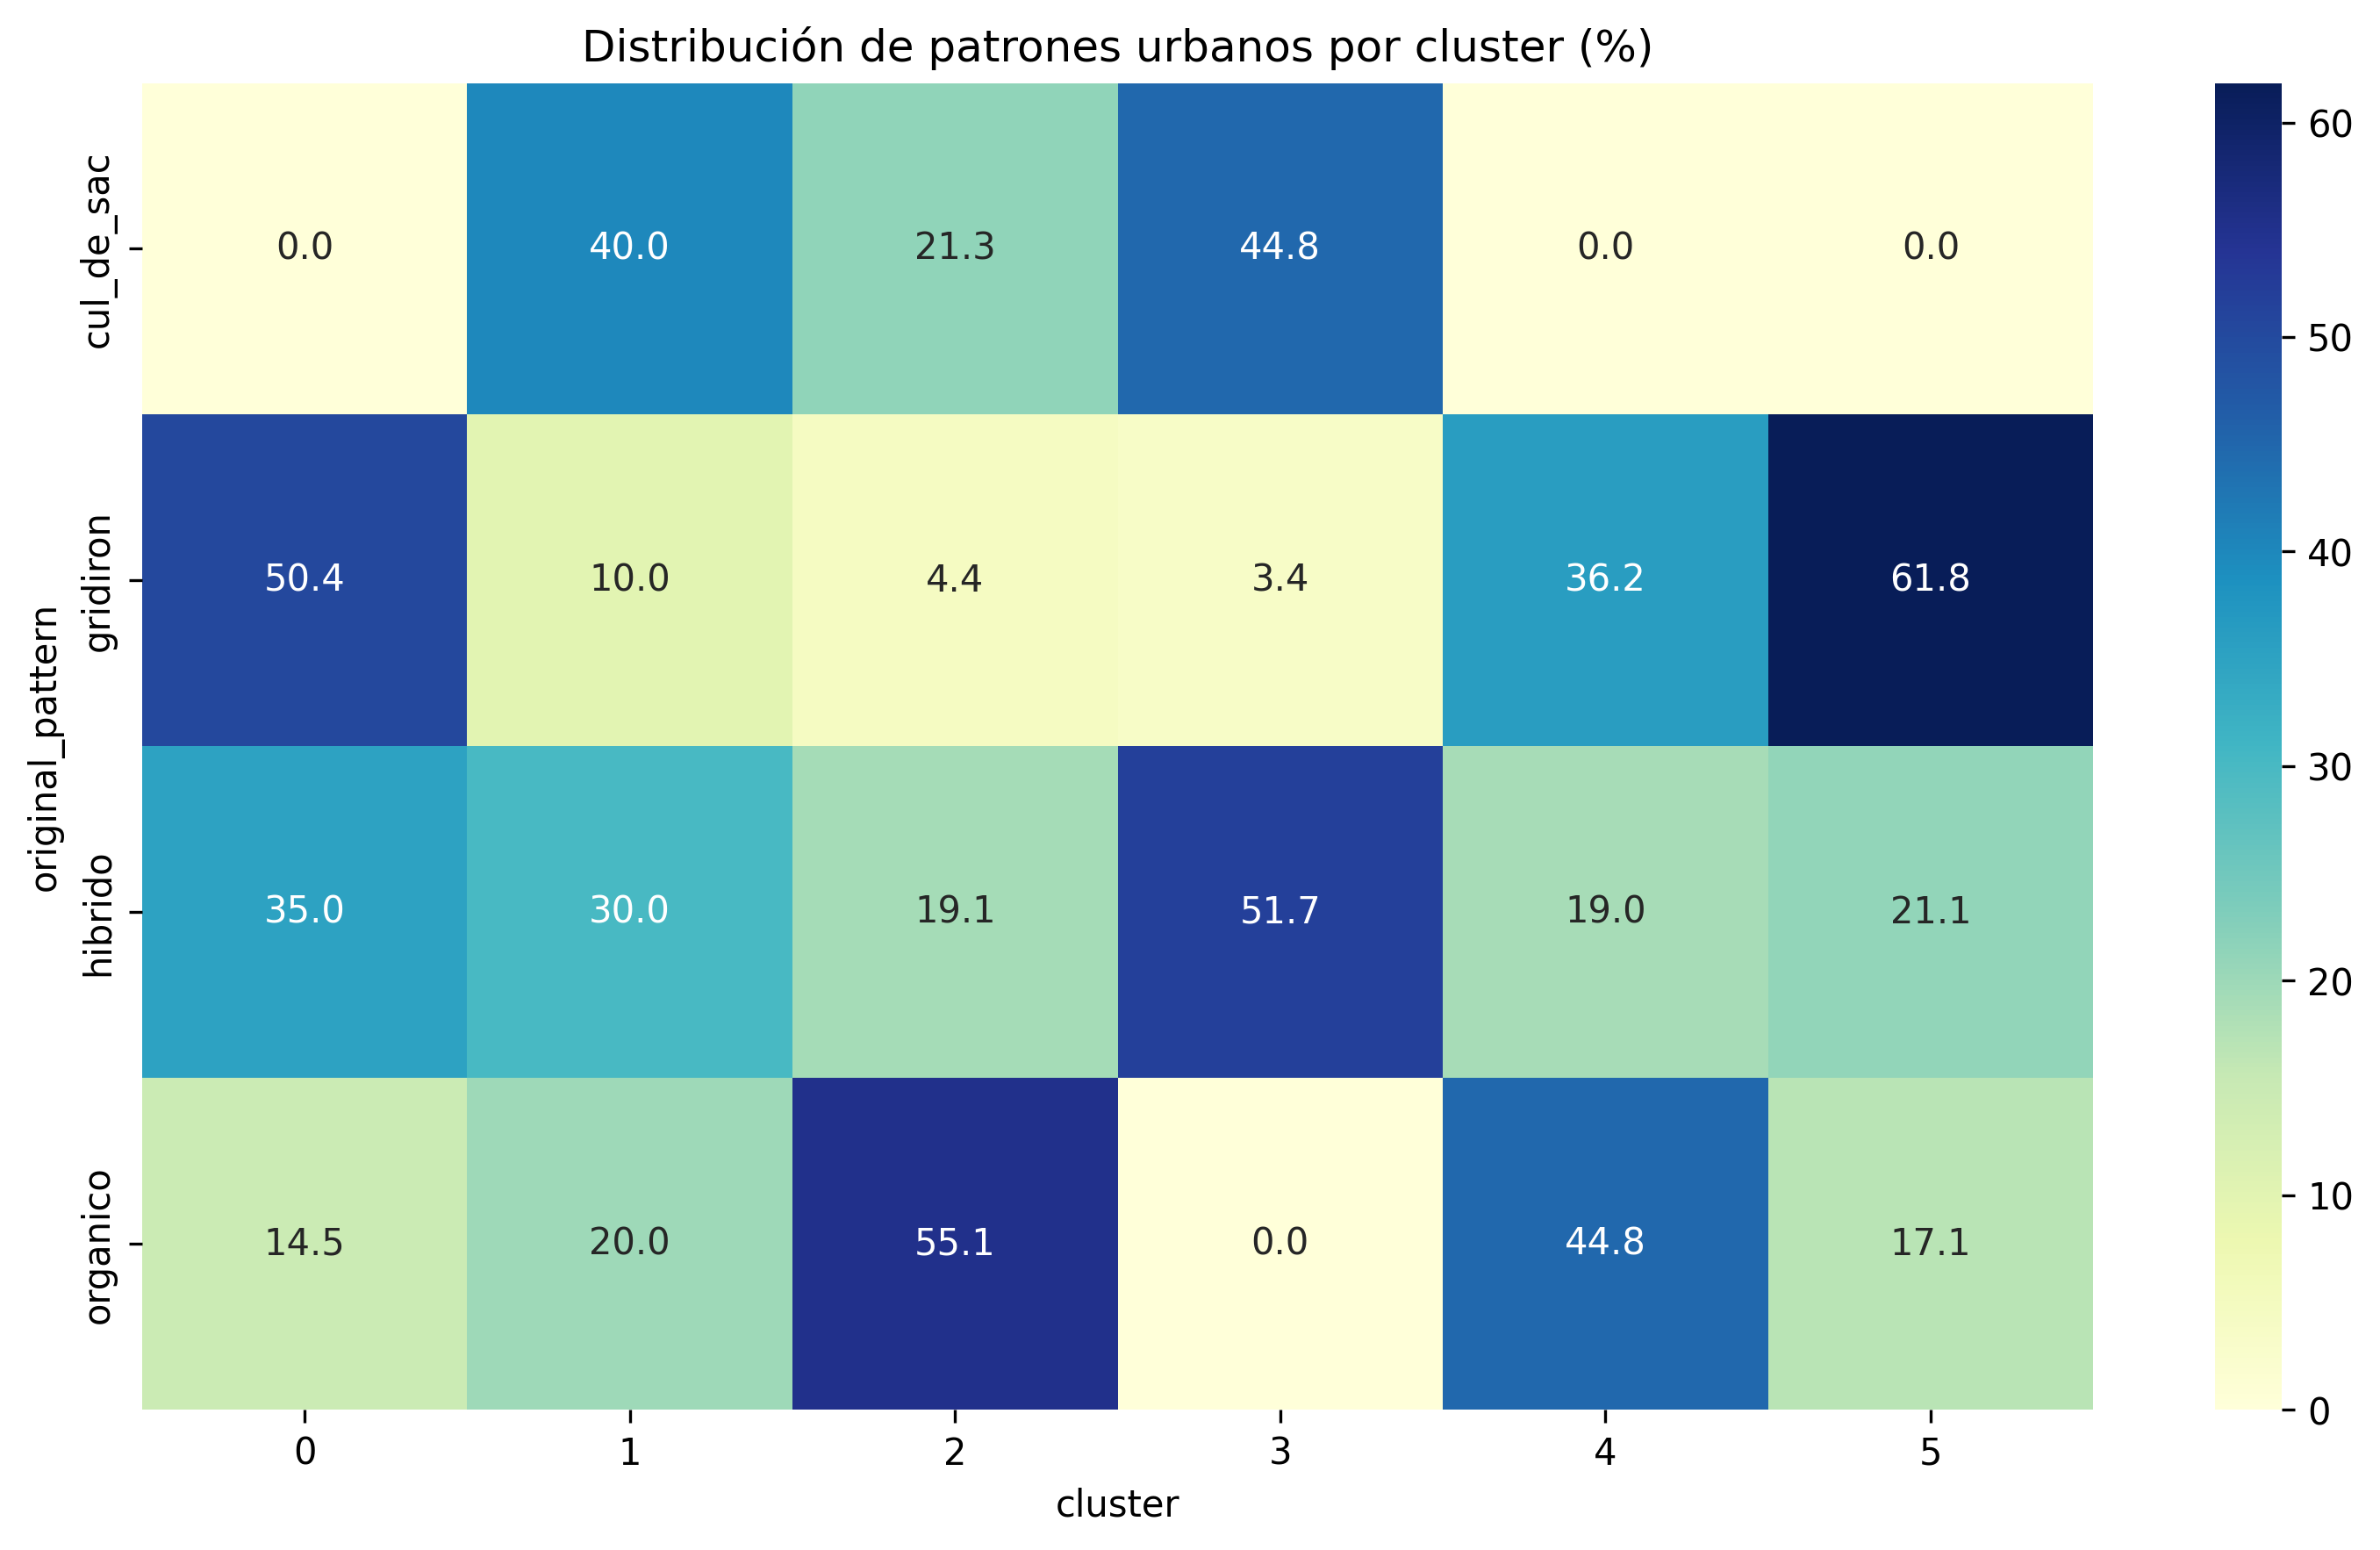 Distribución de patrones urbanos por cluster (%)
original_pattern
cul_de_sac
0.0 40.0 21.3 44.8 0.0 0.0
gridiron
50.4 10.0 4.4 3.4 36.2 61.8
hibrido
35.0 30.0 19.1 51.7 19.0 21.1
organico
14.5 20.0 55.1 0.0 44.8 17.1
0 1 2 3 4 5
cluster
60
50
40
30
20
10
0